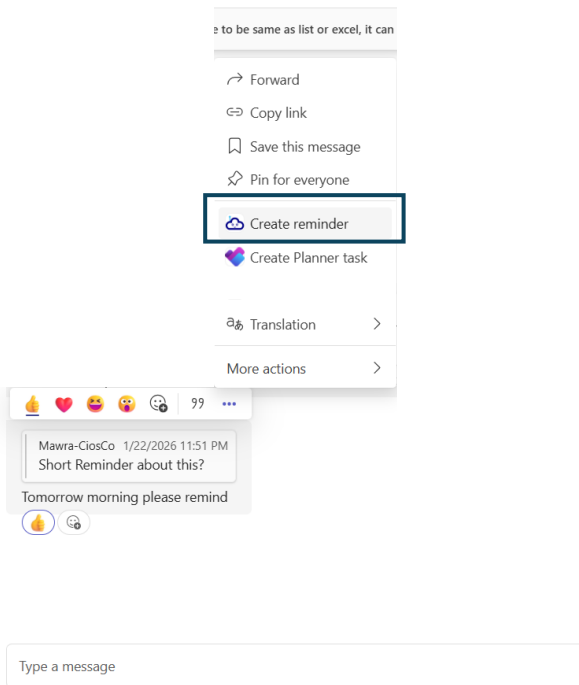 e to be same as list or excel, it can
Forward
Copy link
Save this message
Pin for everyone
Create reminder
Create Planner task
Translation
More actions
Mawra-CiosCo 1/22/2026 11:51 PM
Short Reminder about this?
Tomorrow morning please remind
Type a message